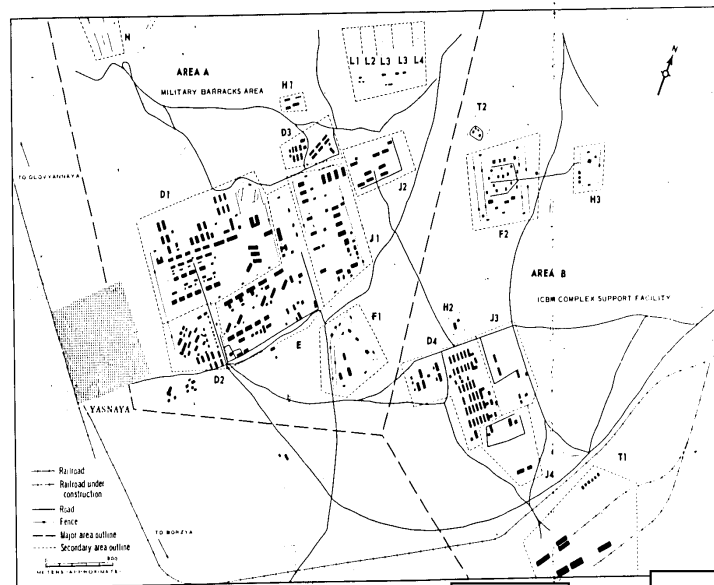 N
N
AREA A
MILITARY BARRACKS AREA
L1 L2 L3 L3 L4
H1
T2
D3
TO OLOVYANNAYA
D1
J2
H3
F2
J1
AREA B
ICBM COMPLEX SUPPORT FACILITY
H2
J3
F1
D4
E
D2
YASNAYA
J4
T1
Railroad
Railroad under
construction
Road
Fence
Major area outline
Secondary area outline
TO BORZYA
METERS (APPROXIMATE)